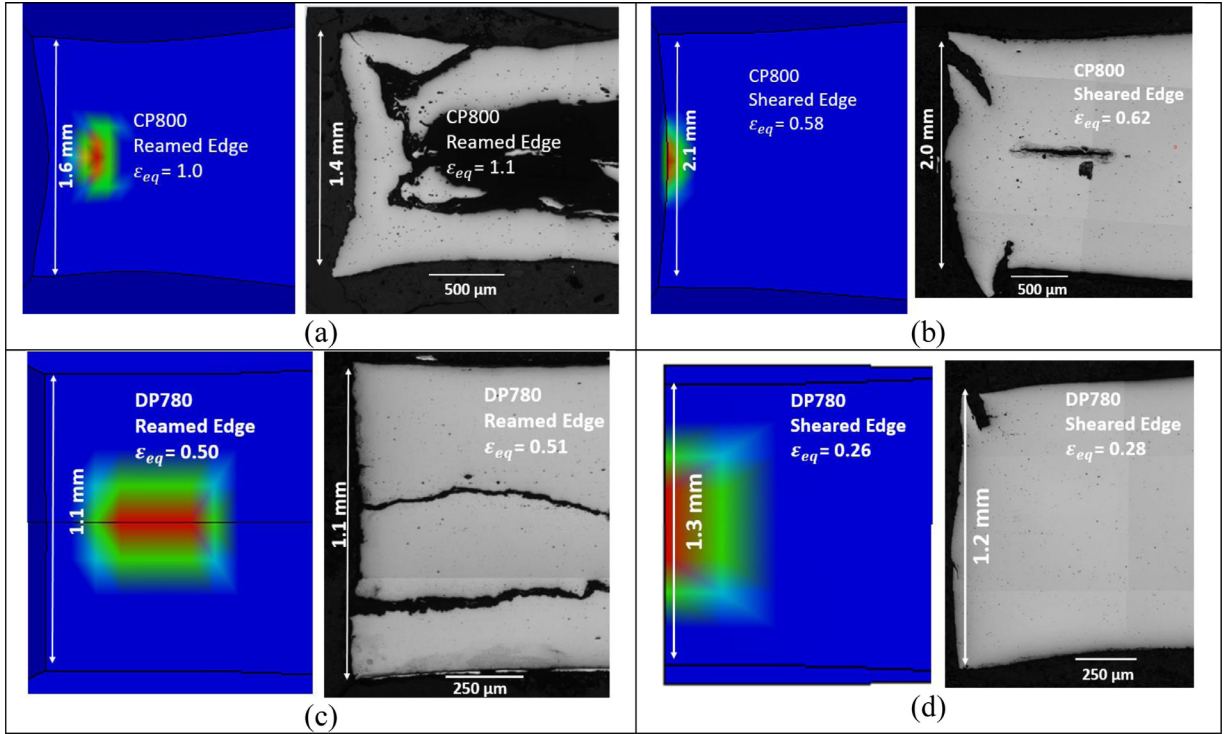 1.6 mm
CP800
Reamed Edge
εeq = 1.0
1.4 mm
CP800
Reamed Edge
εeq = 1.1
500 μm
(a)
2.1 mm
CP800
Sheared Edge
εeq = 0.58
2.0 mm
CP800
Sheared Edge
εeq = 0.62
500 μm
(b)
1.1 mm
DP780
Reamed Edge
εeq = 0.50
1.1 mm
DP780
Reamed Edge
εeq = 0.51
250 μm
(c)
1.3 mm
DP780
Sheared Edge
εeq = 0.26
1.2 mm
DP780
Sheared Edge
εeq = 0.28
250 μm
(d)